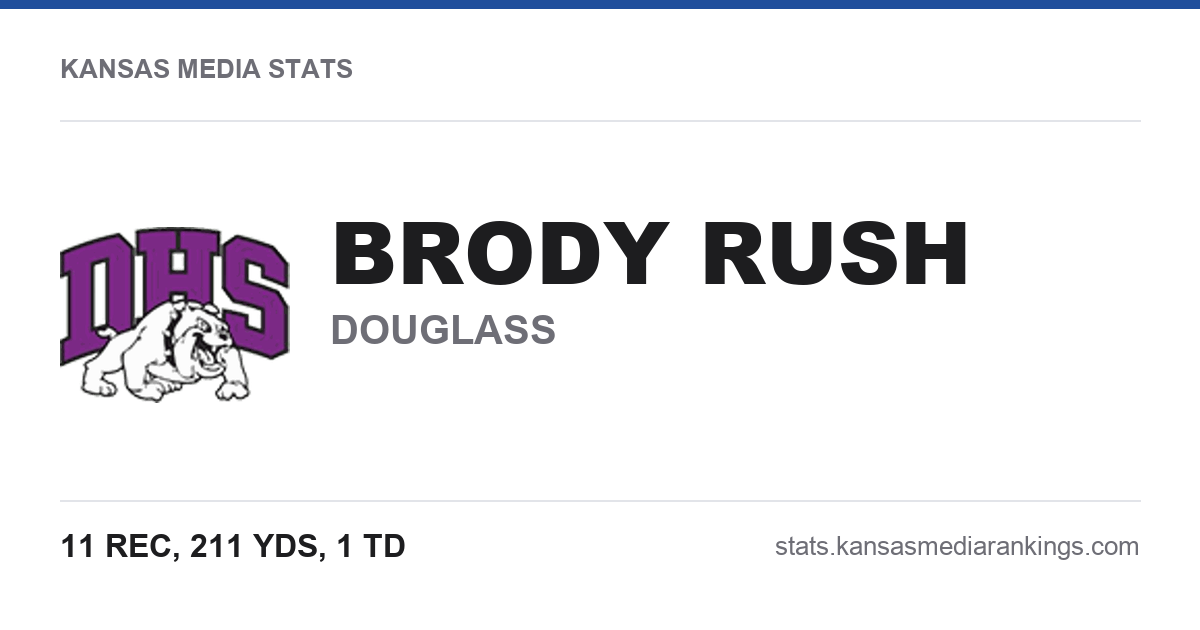 KANSAS MEDIA STATS
DHS
BRODY RUSH
DOUGLASS
11 REC, 211 YDS, 1 TD
stats.kansasmediarankings.com